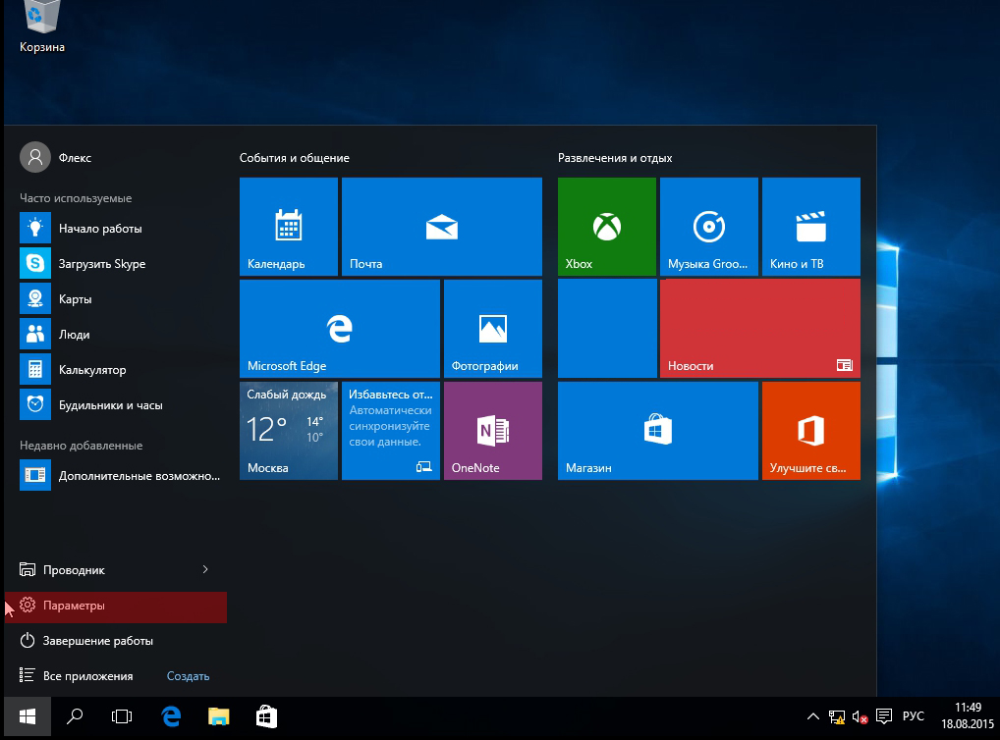 Корзина
Флекс
Часто используемые
Начало работы
Загрузить Skype
Карты
Люди
Калькулятор
Будильники и часы
Недавно добавленные
Дополнительные возможно...
Проводник
Параметры
Завершение работы
Все приложения
Создать
События и общение
Календарь
Почта
Microsoft Edge
Фотографии
Слабый дождь
12°
14°
10°
Москва
Избавьтесь от...
Автоматически
синхронизуйте
свои данные.
OneNote
Развлечения и отдых
Xbox
Музыка Groo...
Кино и ТВ
Новости
Магазин
Улучшите св...
РУС
11:49
18.08.2015